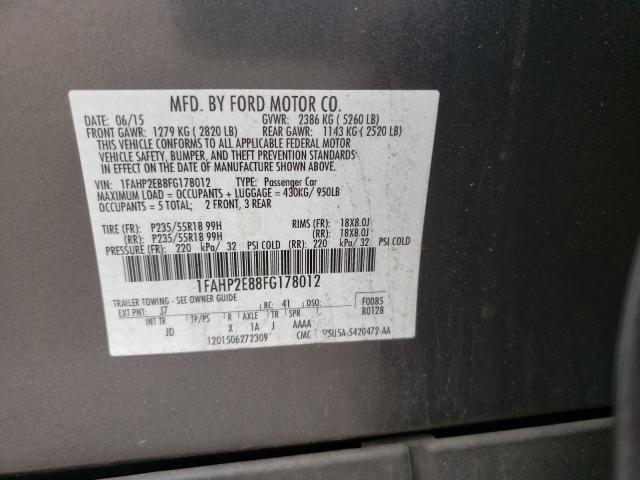 MFD. BY FORD MOTOR CO.
DATE: 06/15 GVWR: 2386 KG ( 5260 LB)
FRONT GAWR: 1279 KG ( 2820 LB) REAR GAWR: 1143 KG ( 2520 LB)
THIS VEHICLE CONFORMS TO ALL APPLICABLE FEDERAL MOTOR
VEHICLE SAFETY, BUMPER, AND THEFT PREVENTION STANDARDS
IN EFFECT ON THE DATE OF MANUFACTURE SHOWN ABOVE.
VIN: 1FAHP2E88FG178012 TYPE: Passenger Car
MAXIMUM LOAD = OCCUPANTS + LUGGAGE = 430KG/ 950LB
OCCUPANTS = 5 TOTAL; 2 FRONT, 3 REAR
TIRE (FR): P235/55R18 99H RIMS (FR): 18X8.0J
(RR): P235/55R18 99H (RR): 18X8.0J
PRESSURE (FR): 220 kPa/ 32 PSI COLD (RR): 220 kPa/ 32 PSI COLD
1FAHP2E88FG178012
TRAILER TOWING - SEE OWNER GUIDE
EXT PNT: J7 RC: 41 DSO: F0085
INT TR TP/PS R AXLE TR SPR R0128
JD X 1A J AAAA
1201506272309 CMC 5U5A-5420472-AA